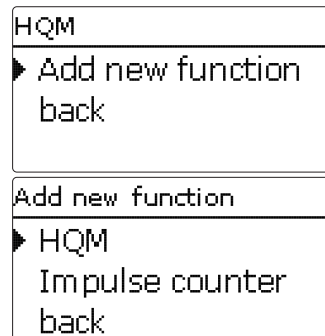 HQM
Add new function
back
Add new function
HQM
Impulse counter
back